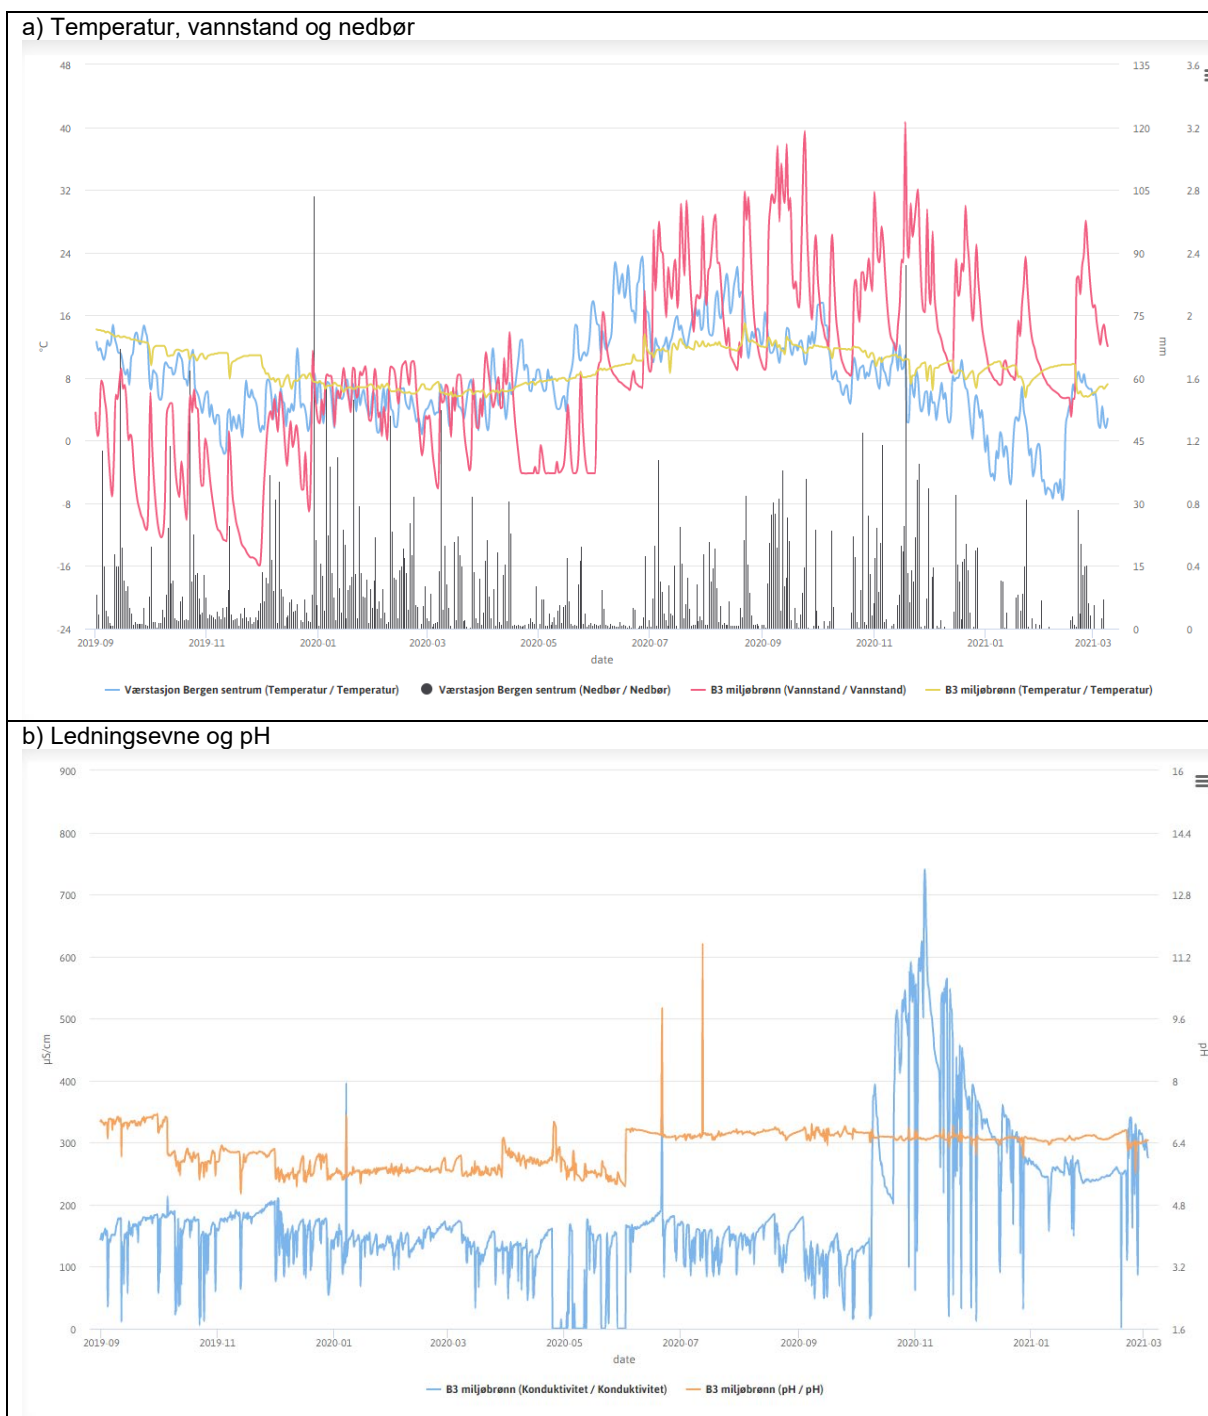 a) Temperatur, vannstand og nedbør
48 135 3.6
40 120 3.2
32 105 2.8
24 90 2.4
16 75 2
°C mm
8 60 1.6
0 45 1.2
-8 30 0.8
-16 15 0.4
-24 0 0
2019-09 2019-11 2020-01 2020-03 2020-05 2020-07 2020-09 2020-11 2021-01 2021-03
date
Værstasjon Bergen sentrum (Temperatur / Temperatur) Værstasjon Bergen sentrum (Nedbør / Nedbør) B3 miljøbrønn (Vannstand / Vannstand) B3 miljøbrønn (Temperatur / Temperatur)
b) Ledningsevne og pH
900 16
800 14.4
700 12.8
600 11.2
500 9.6
µS/cm pH
400 8
300 6.4
200 4.8
100 3.2
0 1.6
2019-09 2019-11 2020-01 2020-03 2020-05 2020-07 2020-09 2020-11 2021-01 2021-03
date
B3 miljøbrønn (Konduktivitet / Konduktivitet) B3 miljøbrønn (pH / pH)